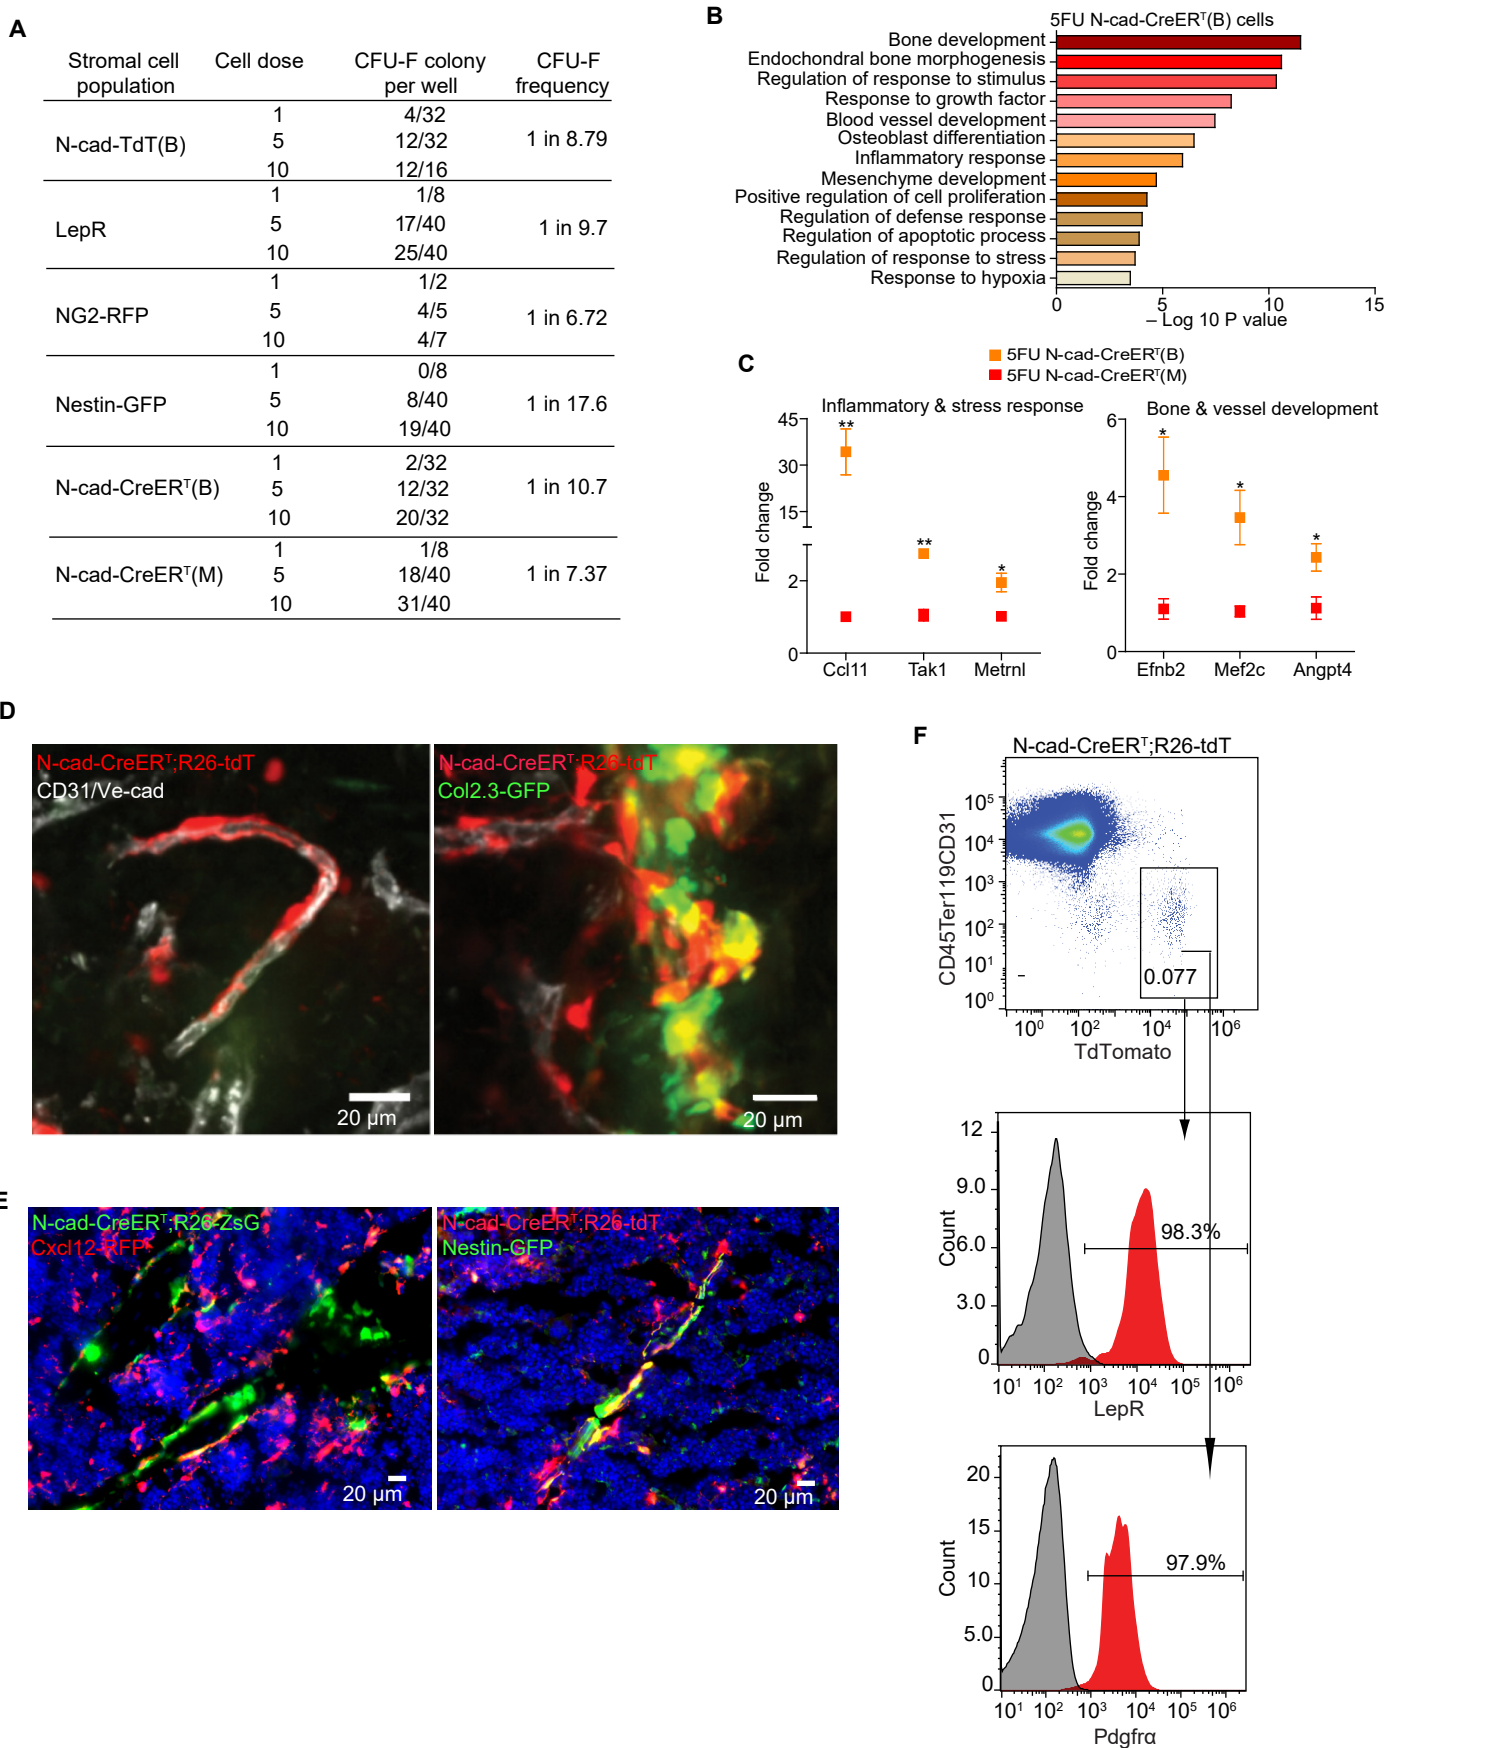 A
Stromal cell population
Cell dose
CFU-F colony per well
CFU-F frequency
N-cad-TdT(B)
1 4/32
5 12/32
10 12/16
1 in 8.79
LepR
1 1/8
5 17/40
10 25/40
1 in 9.7
NG2-RFP
1 1/2
5 4/5
10 4/7
1 in 6.72
Nestin-GFP
1 0/8
5 8/40
10 19/40
1 in 17.6
N-cad-CreERᵀ(B)
1 2/32
5 12/32
10 20/32
1 in 10.7
N-cad-CreERᵀ(M)
1 1/8
5 18/40
10 31/40
1 in 7.37
B
5FU N-cad-CreERᵀ(B) cells
Bone development
Endochondral bone morphogenesis
Regulation of response to stimulus
Response to growth factor
Blood vessel development
Osteoblast differentiation
Inflammatory response
Mesenchyme development
Positive regulation of cell proliferation
Regulation of defense response
Regulation of apoptotic process
Regulation of response to stress
Response to hypoxia
0 5 10 15
– Log 10 P value
C
5FU N-cad-CreERᵀ(B)
5FU N-cad-CreERᵀ(M)
Inflammatory & stress response
Fold change
45
30
15
2
0
**
**
*
Ccl11 Tak1 Metrnl
Bone & vessel development
Fold change
6
4
2
0
*
*
*
Efnb2 Mef2c Angpt4
D
N-cad-CreERᵀ;R26-tdT
CD31/Ve-cad
20 µm
N-cad-CreERᵀ;R26-tdT
Col2.3-GFP
20 µm
E
N-cad-CreERᵀ;R26-ZsG
Cxcl12-RFP
20 µm
N-cad-CreERᵀ;R26-tdT
Nestin-GFP
20 µm
F
N-cad-CreERᵀ;R26-tdT
CD45Ter119CD31
10⁵
10⁴
10³
10²
10¹
10⁰
0.077
10⁰ 10² 10⁴ 10⁶
TdTomato
Count
12
9.0
6.0
3.0
0
98.3%
10¹ 10² 10³ 10⁴ 10⁵ 10⁶
LepR
Count
20
15
10
5.0
0
97.9%
10¹ 10² 10³ 10⁴ 10⁵ 10⁶
Pdgfrα